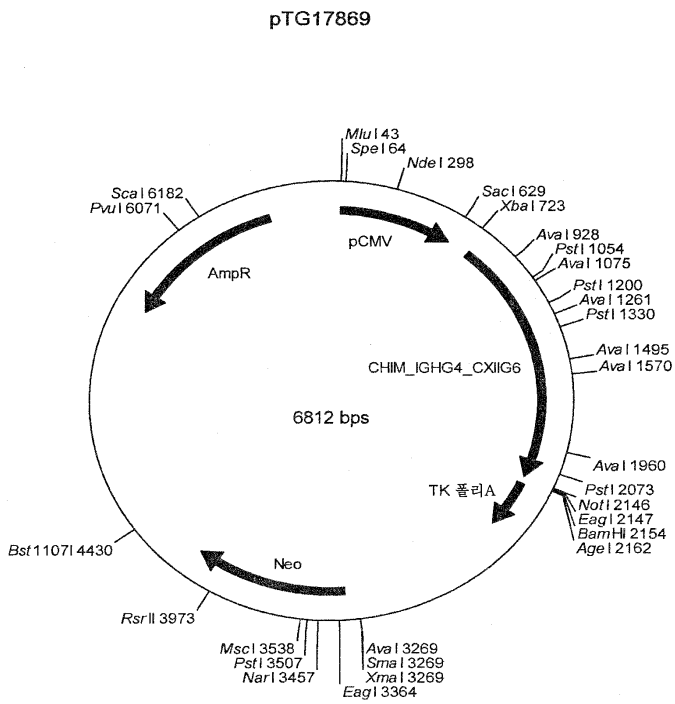 pTG17869
MluI 43
SpeI 64
NdeI 298
SacI 629
XbaI 723
AvaI 928
PstI 1054
AvaI 1075
PstI 1200
AvaI 1261
PstI 1330
AvaI 1495
AvaI 1570
AvaI 1960
PstI 2073
NotI 2146
EagI 2147
BamHI 2154
AgeI 2162
ScaI 6182
PvuI 6071
AmpR
pCMV
CHIM_IGHG4_CXIIG6
6812 bps
TK 폴리A
Neo
Bst1107I 4430
RsrII 3973
MscI 3538
PstI 3507
NarI 3457
AvaI 3269
SmaI 3269
XmaI 3269
EagI 3364